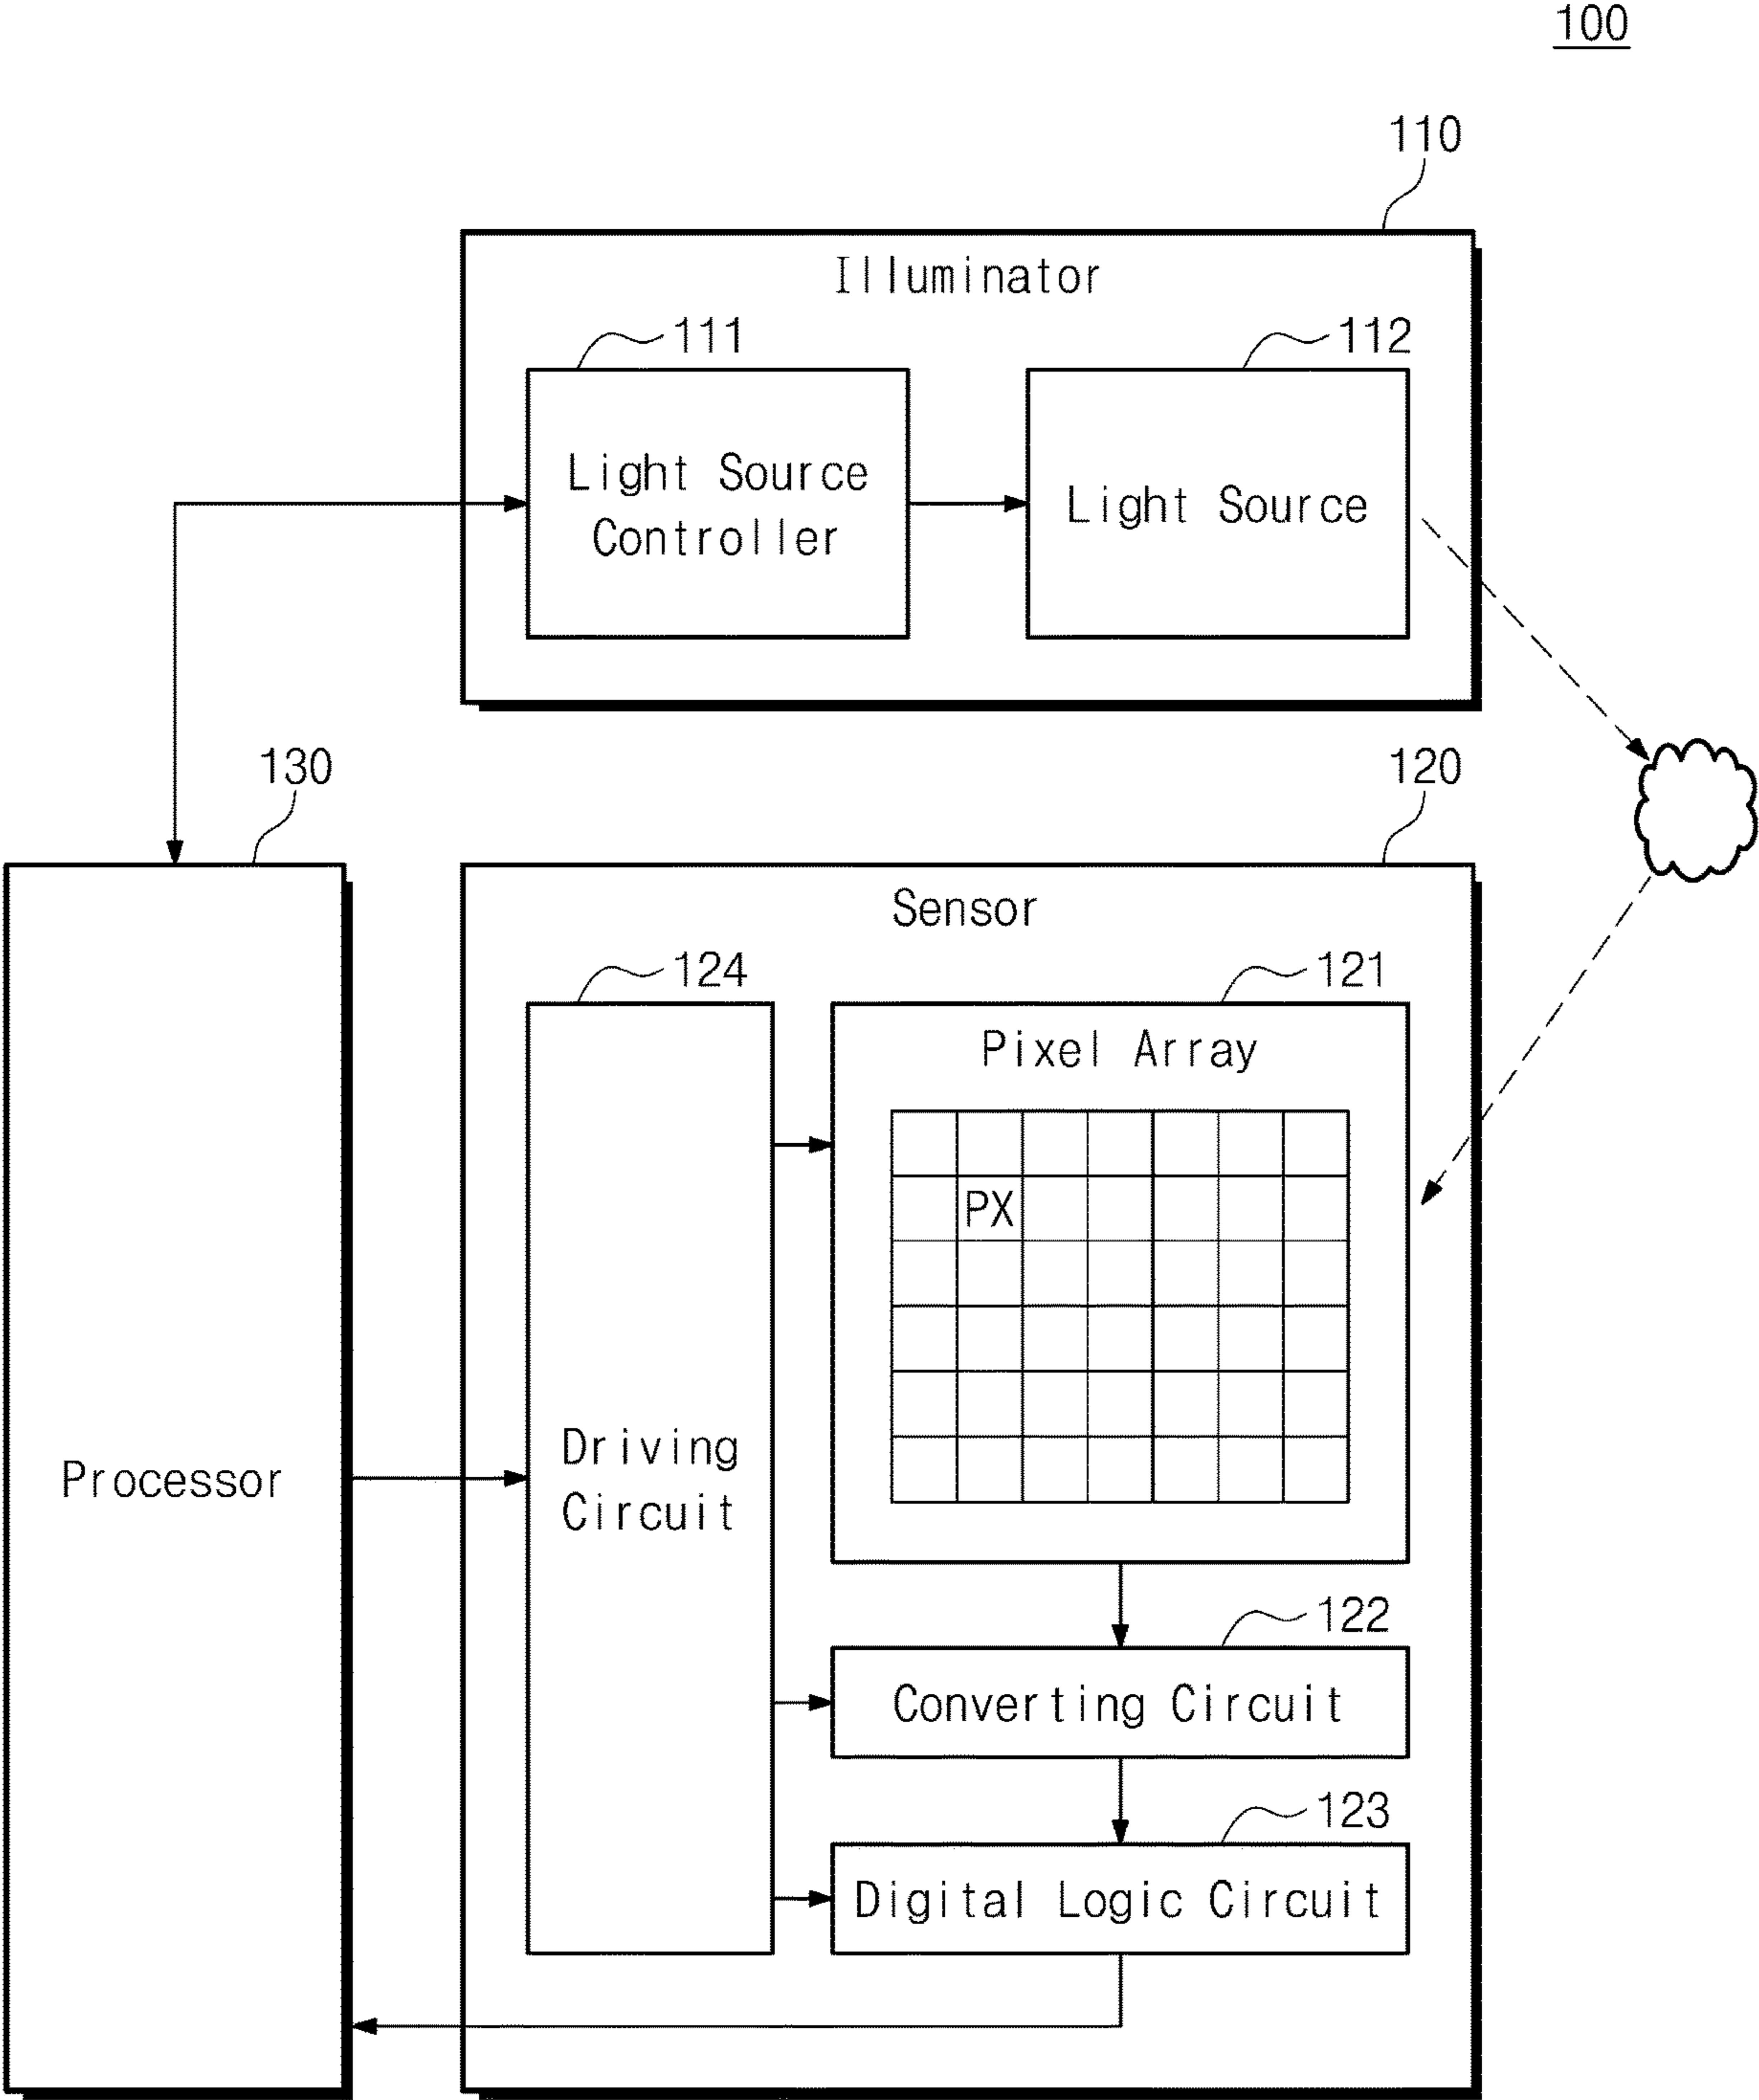 100
110
Illuminator
111
112
Light Source
Controller
Light Source
130
120
Sensor
124
121
Pixel Array
PX
Driving
Circuit
Processor
122
Converting Circuit
123
Digital Logic Circuit